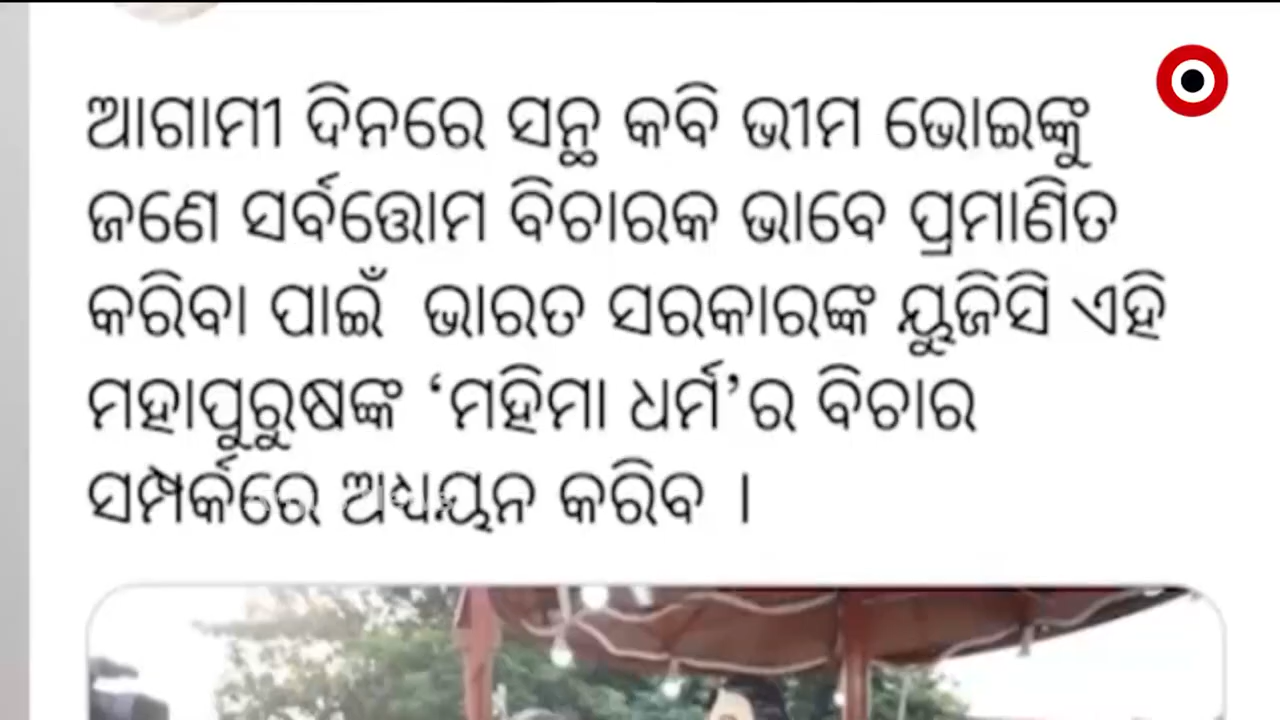 ଆଗାମୀ ଦିନରେ ସନ୍ଥ କବି ଭୀମ ଭୋଇଙ୍କୁ
ଜଣେ ସର୍ବତ୍ତୋମ ବିଚାରକ ଭାବେ ପ୍ରମାଣିତ
କରିବା ପାଇଁ ଭାରତ ସରକାରଙ୍କ ୟୁଜିସି ଏହି
ମହାପୁରୁଷଙ୍କ ‘ମହିମା ଧର୍ମ’ର ବିଚାର
ସମ୍ପର୍କରେ ଅଧ୍ୟୟନ କରିବ ।